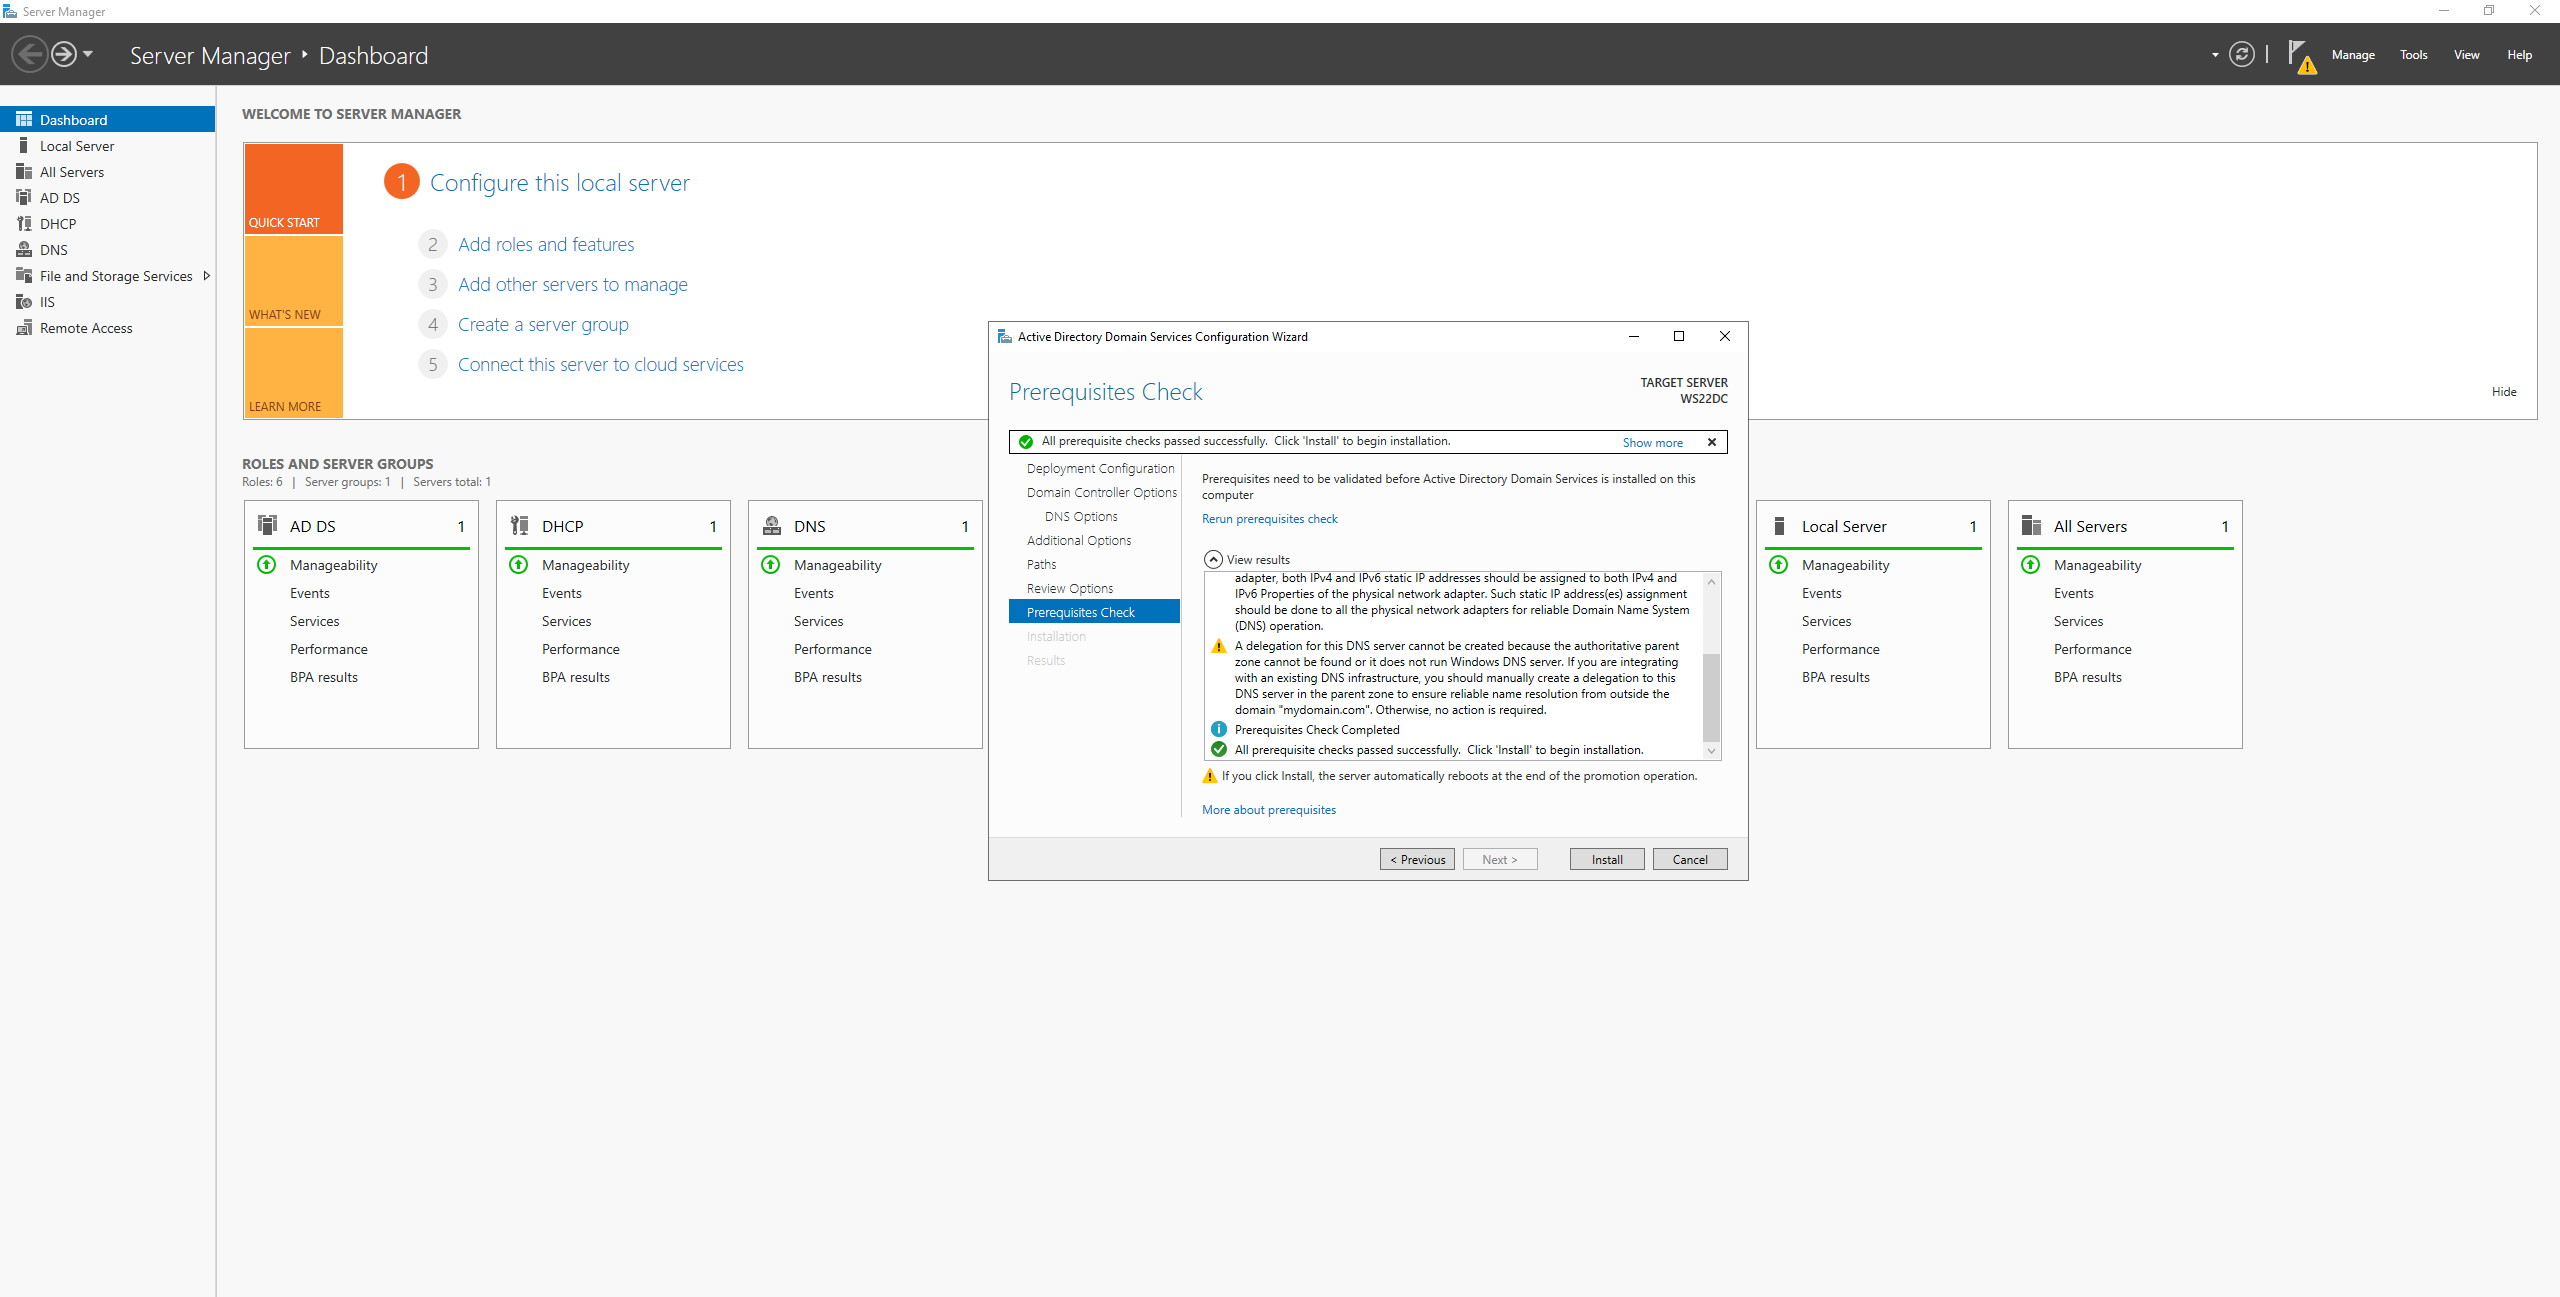 Server Manager
Server Manager ‣ Dashboard
Manage Tools View Help
Dashboard
Local Server
All Servers
AD DS
DHCP
DNS
File and Storage Services
IIS
Remote Access
WELCOME TO SERVER MANAGER
QUICK START
WHAT'S NEW
LEARN MORE
1 Configure this local server
2 Add roles and features
3 Add other servers to manage
4 Create a server group
5 Connect this server to cloud services
Hide
ROLES AND SERVER GROUPS
Roles: 6 | Server groups: 1 | Servers total: 1
AD DS 1
Manageability
Events
Services
Performance
BPA results
DHCP 1
Manageability
Events
Services
Performance
BPA results
DNS 1
Manageability
Events
Services
Performance
BPA results
Active Directory Domain Services Configuration Wizard
Prerequisites Check
TARGET SERVER
WS22DC
All prerequisite checks passed successfully. Click 'Install' to begin installation.
Show more
Deployment Configuration
Domain Controller Options
DNS Options
Additional Options
Paths
Review Options
Prerequisites Check
Installation
Results
Prerequisites need to be validated before Active Directory Domain Services is installed on this
computer
Rerun prerequisites check
View results
adapter, both IPv4 and IPv6 static IP addresses should be assigned to both IPv4 and
IPv6 Properties of the physical network adapter. Such static IP address(es) assignment
should be done to all the physical network adapters for reliable Domain Name System
(DNS) operation.
A delegation for this DNS server cannot be created because the authoritative parent
zone cannot be found or it does not run Windows DNS server. If you are integrating
with an existing DNS infrastructure, you should manually create a delegation to this
DNS server in the parent zone to ensure reliable name resolution from outside the
domain "mydomain.com". Otherwise, no action is required.
Prerequisites Check Completed
All prerequisite checks passed successfully. Click 'Install' to begin installation.
If you click Install, the server automatically reboots at the end of the promotion operation.
More about prerequisites
< Previous
Next >
Install
Cancel
Local Server 1
Manageability
Events
Services
Performance
BPA results
All Servers 1
Manageability
Events
Services
Performance
BPA results